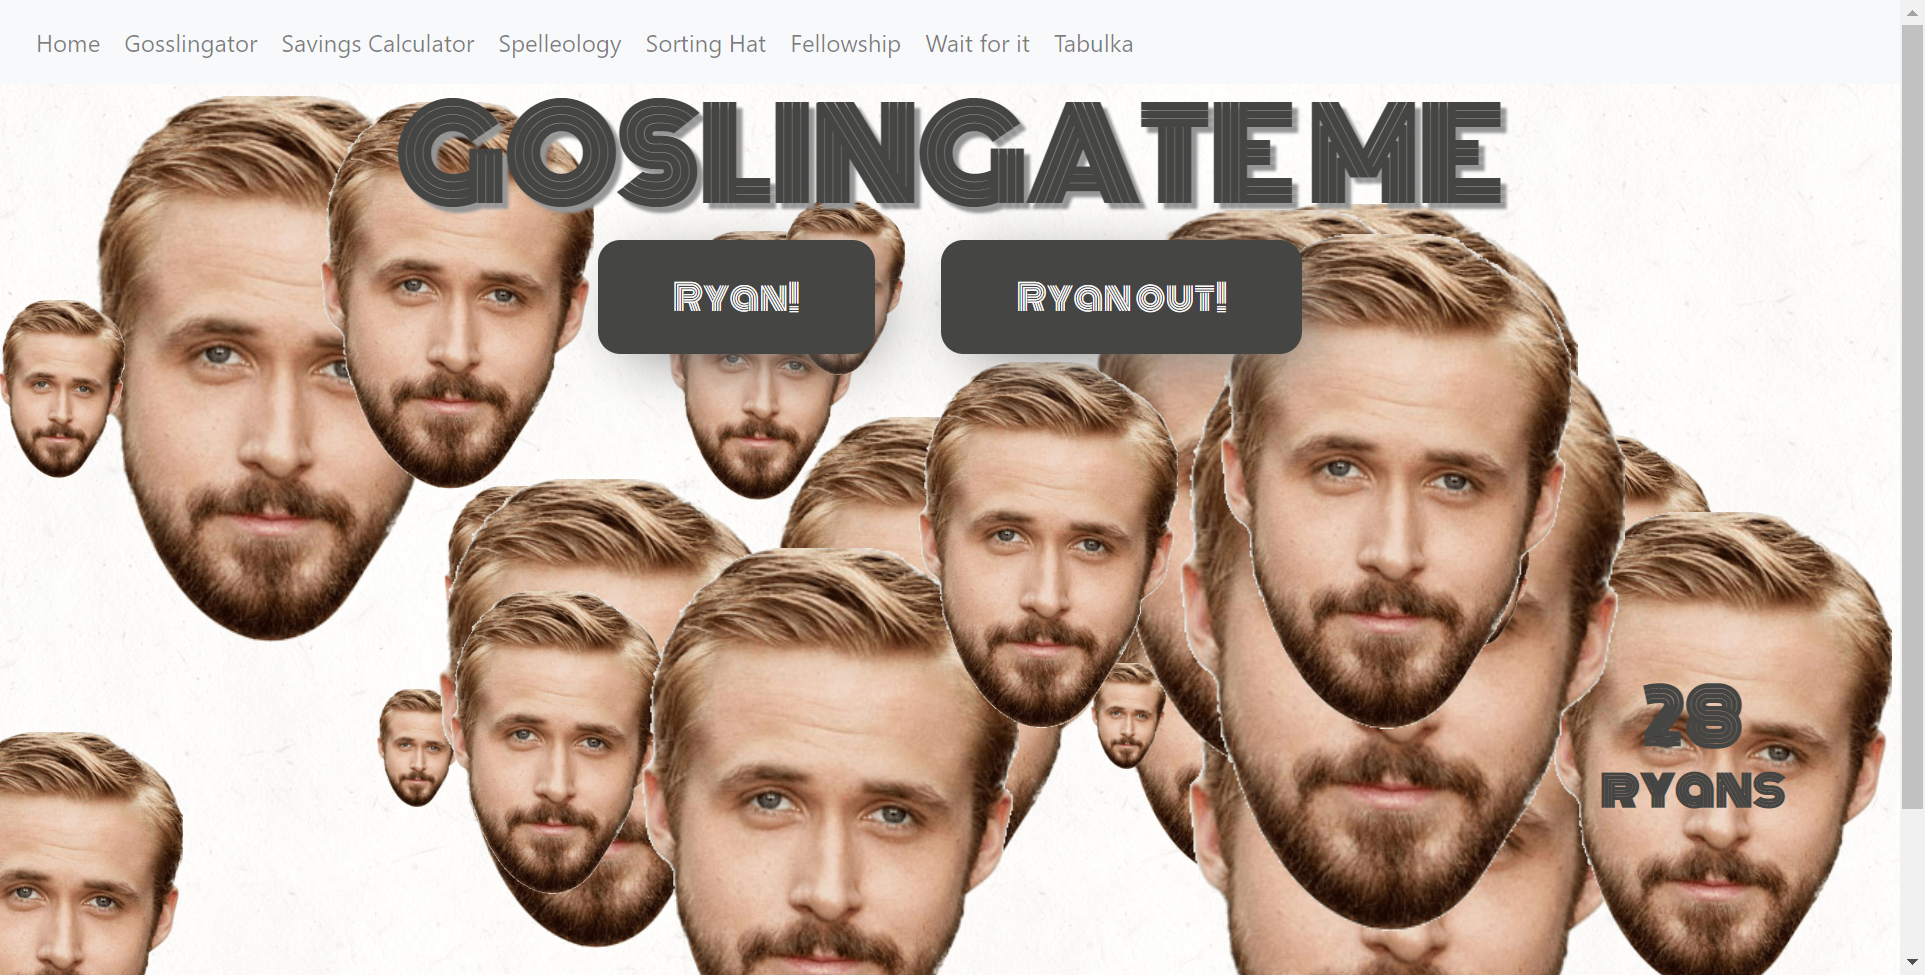 Home Gosslingator Savings Calculator Spelleology Sorting Hat Fellowship Wait for it Tabulka
GOSLINGATE ME
Ryan!
Ryan out!
28
RYANS